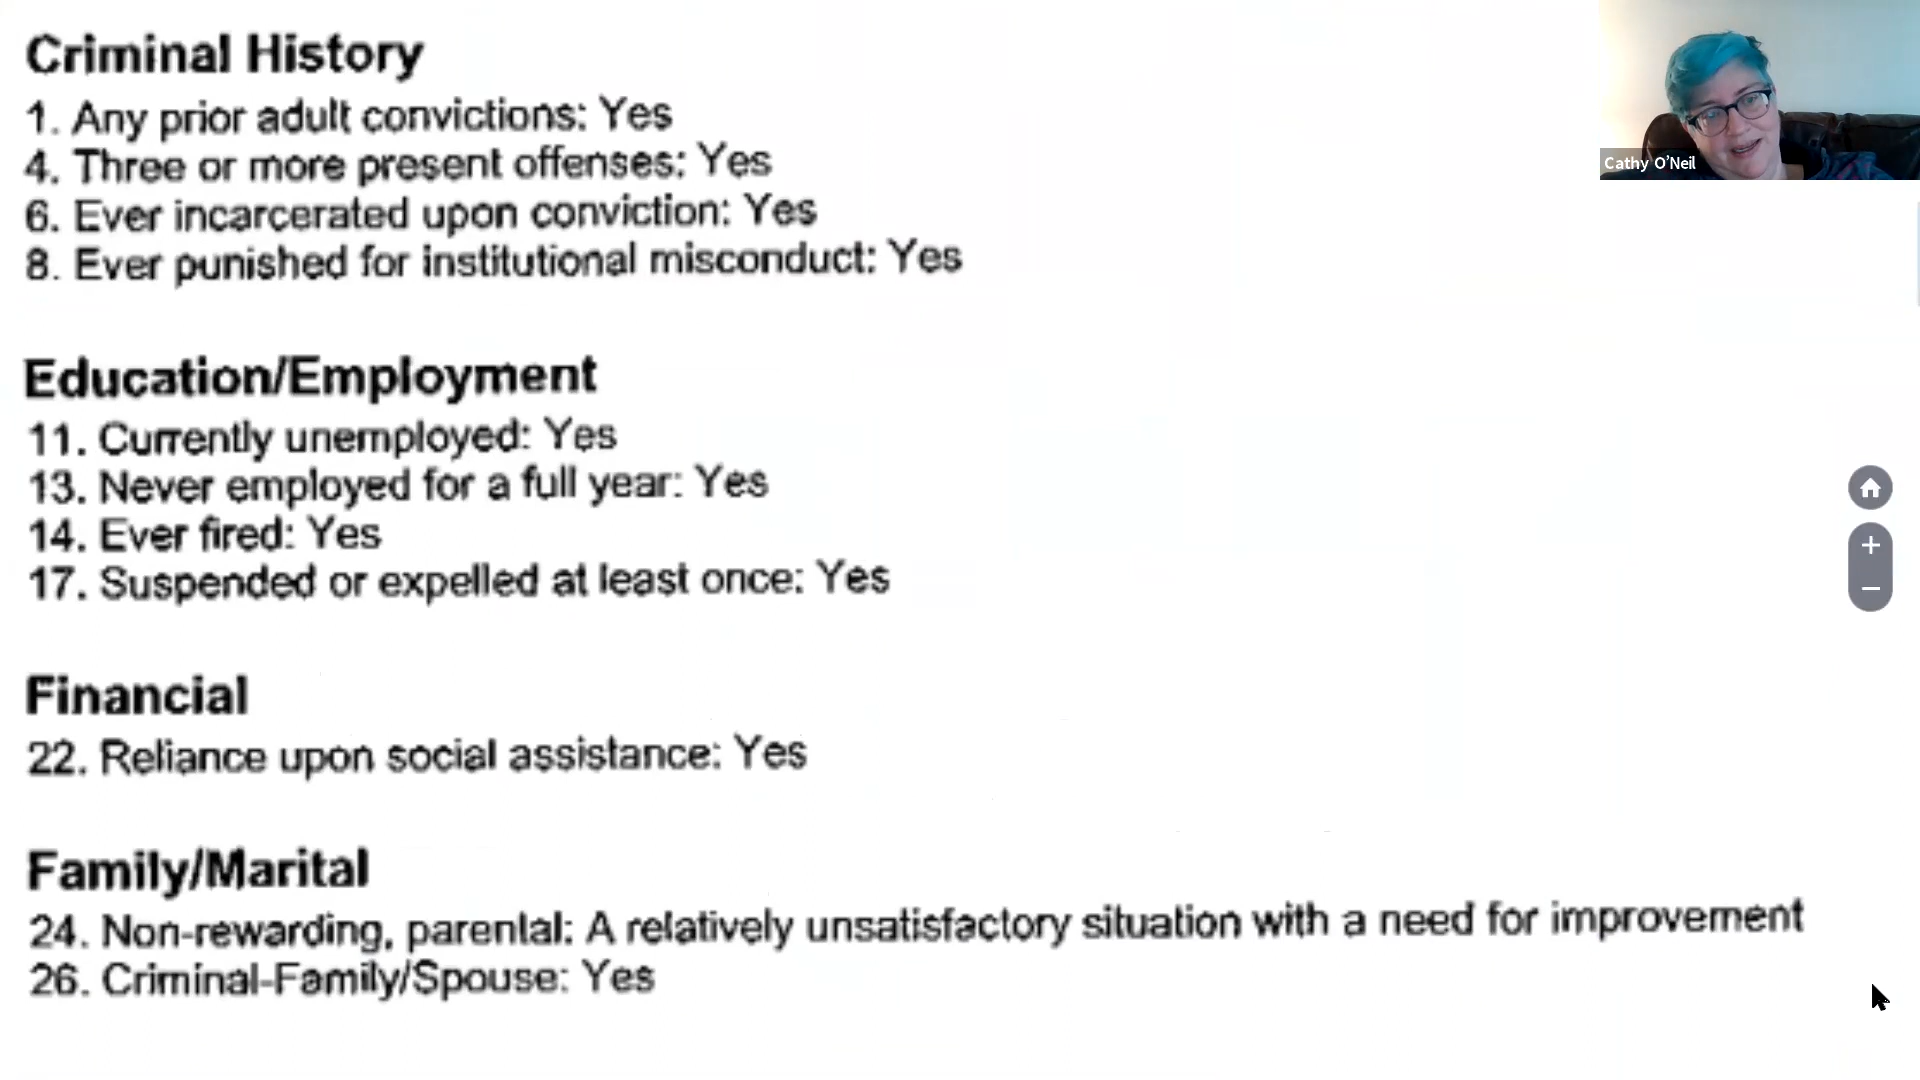 Criminal History
1. Any prior adult convictions: Yes
4. Three or more present offenses: Yes
6. Ever incarcerated upon conviction: Yes
8. Ever punished for institutional misconduct: Yes
Education/Employment
11. Currently unemployed: Yes
13. Never employed for a full year: Yes
14. Ever fired: Yes
17. Suspended or expelled at least once: Yes
Financial
22. Reliance upon social assistance: Yes
Family/Marital
24. Non-rewarding, parental: A relatively unsatisfactory situation with a need for improvement
26. Criminal-Family/Spouse: Yes
Cathy O'Neil